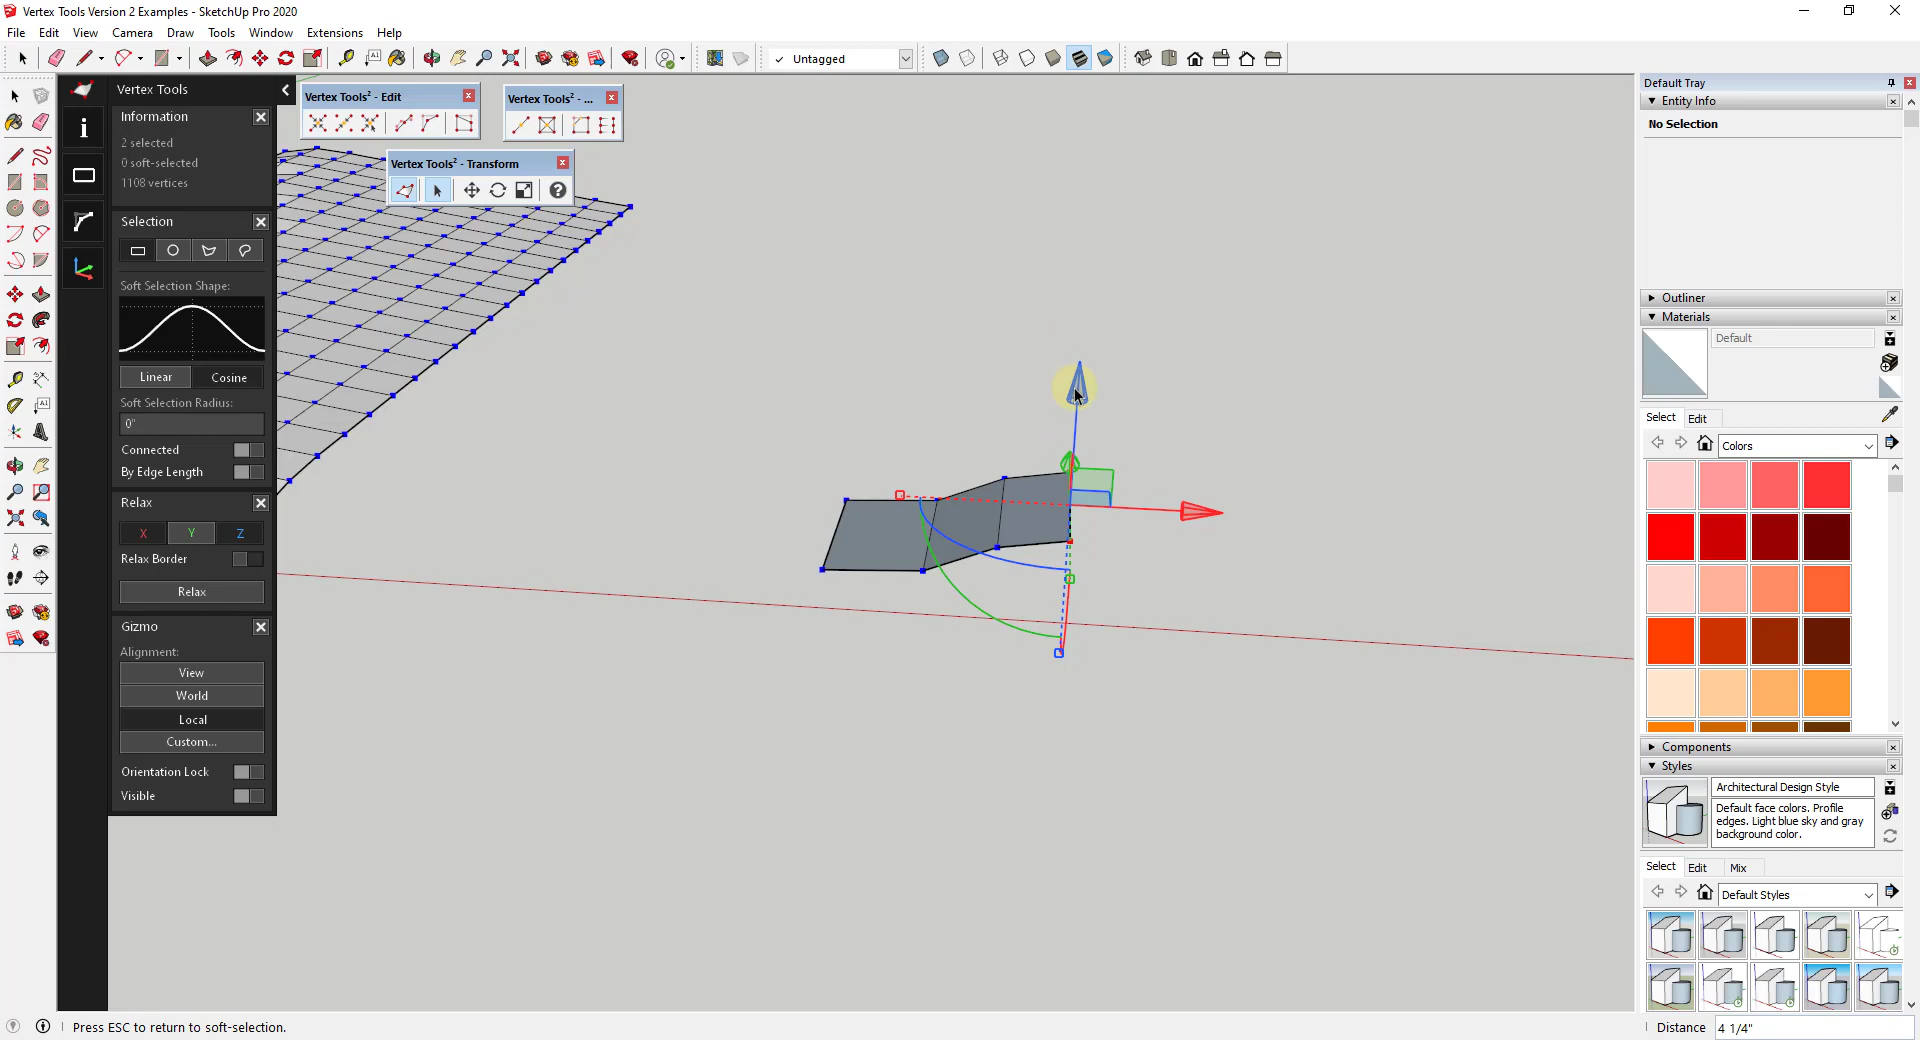 Vertex Tools Version 2 Examples - SketchUp Pro 2020
File Edit View Camera Draw Tools Window Extensions Help
Untagged
Vertex Tools
Information
2 selected
0 soft-selected
1108 vertices
Selection
Soft Selection Shape:
Linear Cosine
Soft Selection Radius:
0"
Connected
By Edge Length
Relax
X Y Z
Relax Border
Relax
Gizmo
Alignment:
View
World
Local
Custom...
Orientation Lock
Visible
Vertex Tools² - Edit
Vertex Tools² - ...
Vertex Tools² - Transform
Default Tray
Entity Info
No Selection
Outliner
Materials
Default
Select Edit
Colors
Components
Styles
Architectural Design Style
Default face colors. Profile
edges. Light blue sky and gray
background color.
Select Edit Mix
Default Styles
Press ESC to return to soft-selection.
Distance 4 1/4"